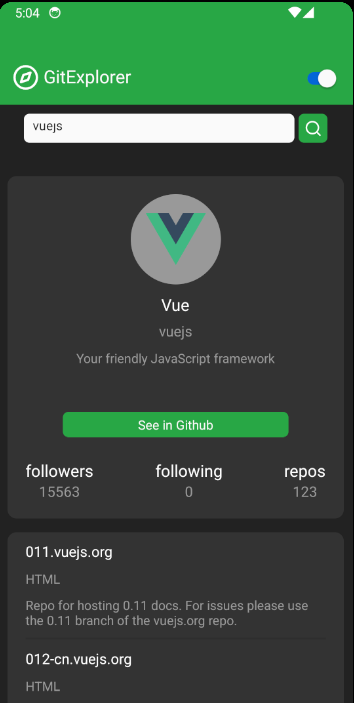 5:04
GitExplorer
vuejs
Vue
vuejs
Your friendly JavaScript framework
See in Github
followers following repos
15563 0 123
011.vuejs.org
HTML
Repo for hosting 0.11 docs. For issues please use
the 0.11 branch of the vuejs.org repo.
012-cn.vuejs.org
HTML